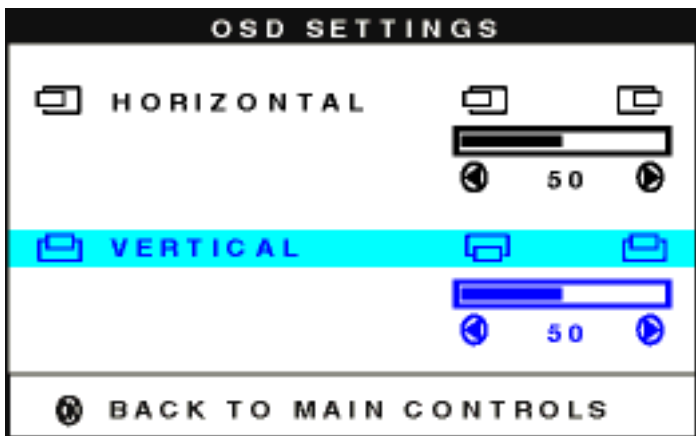 OSD SETTINGS
HORIZONTAL
50
VERTICAL
50
BACK TO MAIN CONTROLS